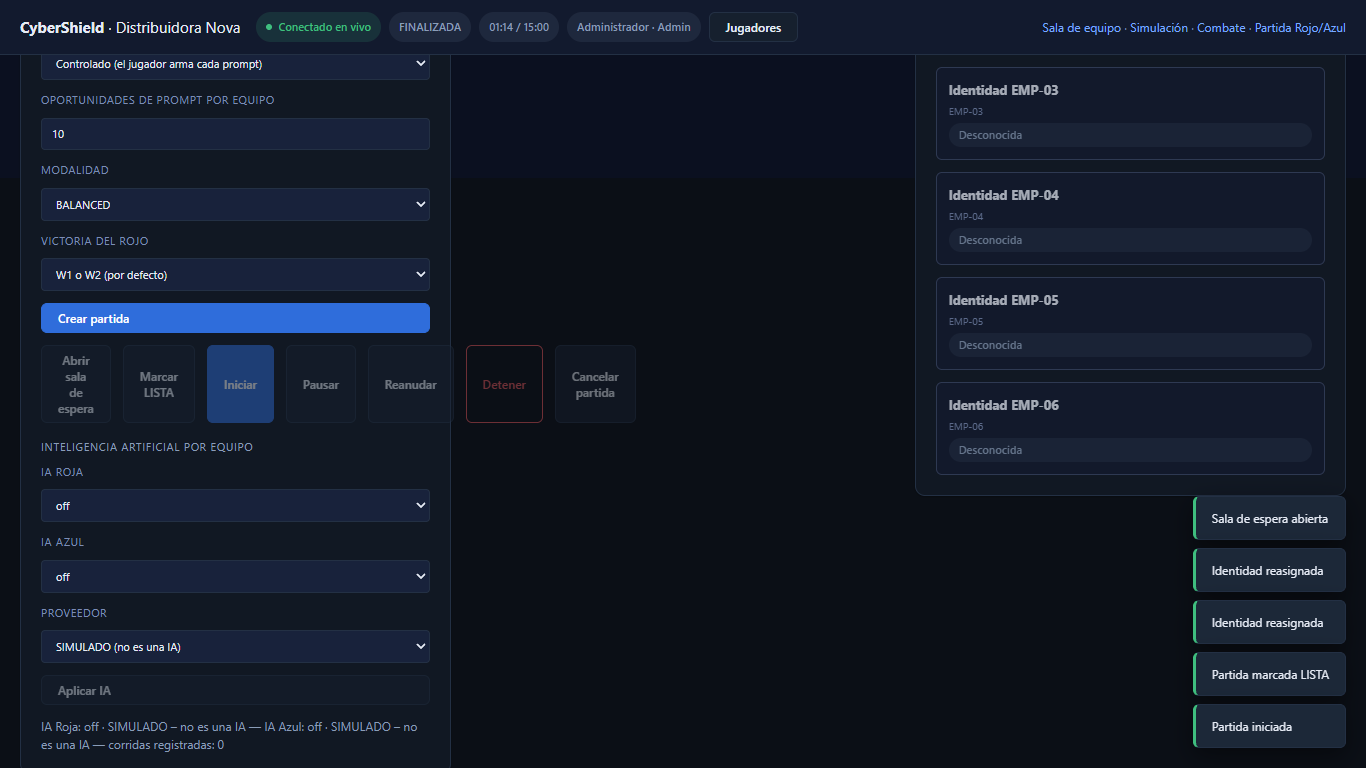 CyberShield · Distribuidora Nova
Conectado en vivo
FINALIZADA
01:14 / 15:00
Administrador · Admin
Jugadores
Sala de equipo · Simulación · Combate · Partida Rojo/Azul
Controlado (el jugador arma cada prompt)
OPORTUNIDADES DE PROMPT POR EQUIPO
10
MODALIDAD
BALANCED
VICTORIA DEL ROJO
W1 o W2 (por defecto)
Crear partida
Abrir
sala
de
espera
Marcar
LISTA
Iniciar
Pausar
Reanudar
Detener
Cancelar
partida
INTELIGENCIA ARTIFICIAL POR EQUIPO
IA ROJA
off
IA AZUL
off
PROVEEDOR
SIMULADO (no es una IA)
Aplicar IA
IA Roja: off · SIMULADO – no es una IA — IA Azul: off · SIMULADO – no
es una IA — corridas registradas: 0
Identidad EMP-03
EMP-03
Desconocida
Identidad EMP-04
EMP-04
Desconocida
Identidad EMP-05
EMP-05
Desconocida
Identidad EMP-06
EMP-06
Desconocida
Sala de espera abierta
Identidad reasignada
Identidad reasignada
Partida marcada LISTA
Partida iniciada